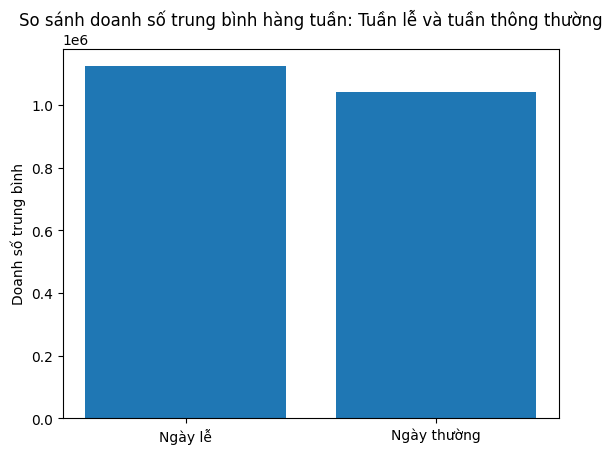 So sánh doanh số trung bình hàng tuần: Tuần lễ và tuần thông thường
1e6
1.0
0.8
0.6
0.4
0.2
0.0
Doanh số trung bình
Ngày lễ
Ngày thường